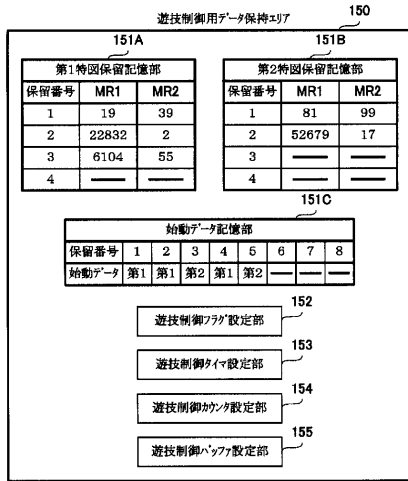 遊技制御用データ保持エリア 150
151A 151B
第1特図保留記憶部
保留番号 MR1 MR2
1 19 39
2 22832 2
3 6104 55
4 — —
第2特図保留記憶部
保留番号 MR1 MR2
1 81 99
2 52679 17
3 — —
4 — —
151C
始動データ記憶部
保留番号 1 2 3 4 5 6 7 8
始動データ 第1 第1 第2 第1 第2 — — —
152
遊技制御フラグ設定部
153
遊技制御タイマ設定部
154
遊技制御カウンタ設定部
155
遊技制御バッファ設定部